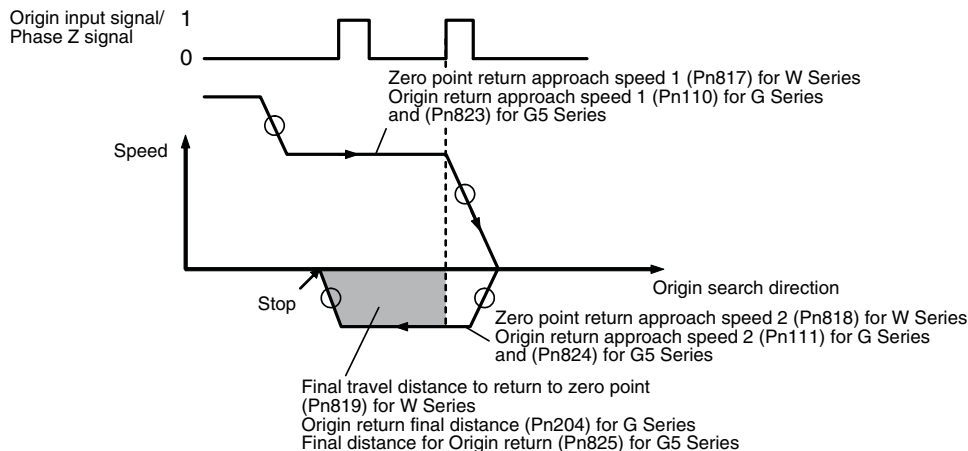 Origin input signal/
Phase Z signal
1
0
Zero point return approach speed 1 (Pn817) for W Series
Origin return approach speed 1 (Pn110) for G Series
and (Pn823) for G5 Series
Speed
Origin search direction
Stop
Zero point return approach speed 2 (Pn818) for W Series
Origin return approach speed 2 (Pn111) for G Series
and (Pn824) for G5 Series
Final travel distance to return to zero point
(Pn819) for W Series
Origin return final distance (Pn204) for G Series
Final distance for Origin return (Pn825) for G5 Series